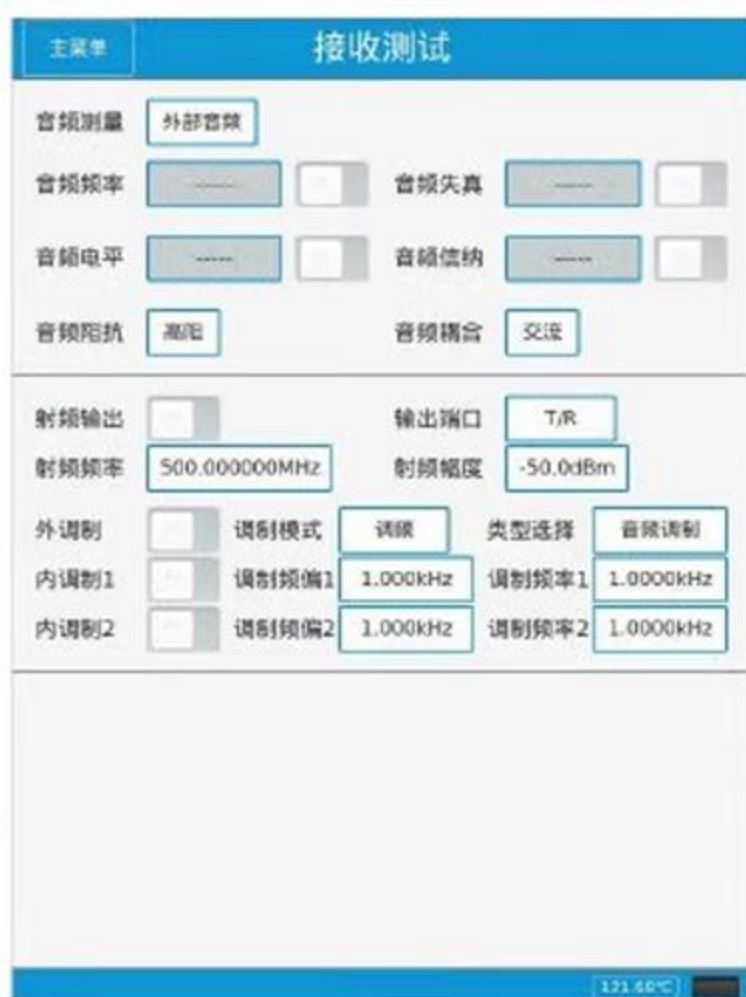 主菜单 接收测试
音频测量 外部音频
音频频率 ----- 音频失真 -----
音频电平 ----- 音频信纳 -----
音频阻抗 高阻 音频耦合 交流
射频输出 输出端口 T/R
射频频率 500.000000MHz 射频幅度 -50.0dBm
外调制 调制模式 调频 类型选择 音频调制
内调制1 调制频偏1 1.000kHz 调制频率1 1.0000kHz
内调制2 调制频偏2 1.000kHz 调制频率2 1.0000kHz